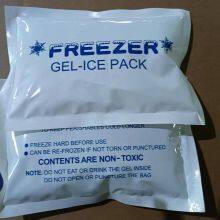 FREEZER
GEL-ICE PACK
TO KEEP PERISHABLES COLD LONGER
• FREEZE HARD BEFORE USE
• CAN BE RE-FROZEN IF NOT TORN OR PUNCTURED
CONTENTS ARE NON-TOXIC
NOTE: DO NOT EAT OR DRINK THE GEL INSIDE
DO NOT OPEN OR PUNCTURE THE BAG